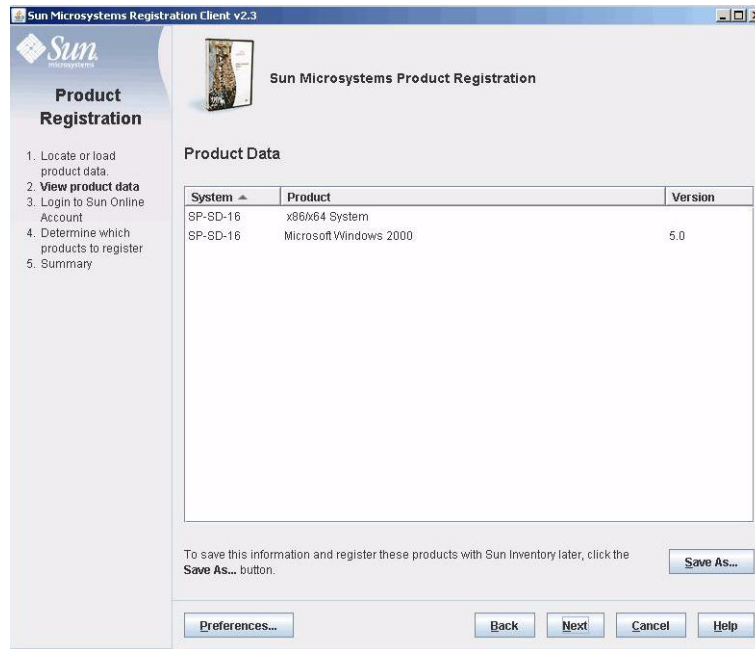 Sun Microsystems Registration Client v2.3
Sun
microsystems
Product
Registration
1. Locate or load
product data.
2. View product data
3. Login to Sun Online
Account
4. Determine which
products to register
5. Summary
Sun Microsystems Product Registration
Product Data
System Product Version
SP-SD-16 x86/x64 System
SP-SD-16 Microsoft Windows 2000 5.0
To save this information and register these products with Sun Inventory later, click the
Save As... button.
Save As...
Preferences...
Back Next Cancel Help